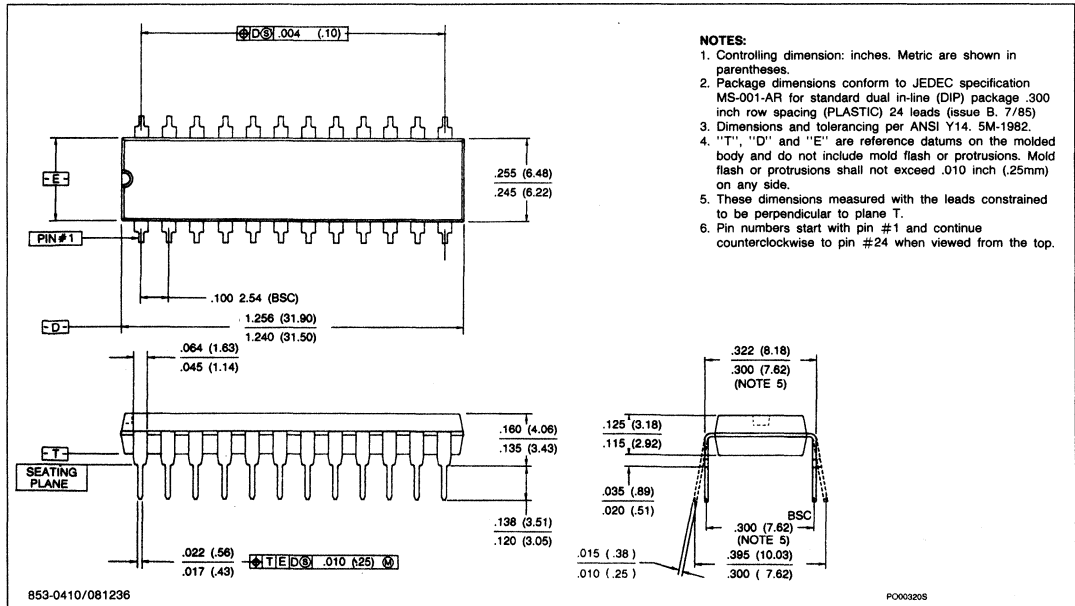 ⌖ D Ⓢ .004 (.10)
NOTES:
1. Controlling dimension: inches. Metric are shown in
parentheses.
2. Package dimensions conform to JEDEC specification
MS-001-AR for standard dual in-line (DIP) package .300
inch row spacing (PLASTIC) 24 leads (issue B. 7/85)
3. Dimensions and tolerancing per ANSI Y14. 5M-1982.
4. "T", "D" and "E" are reference datums on the molded
body and do not include mold flash or protrusions. Mold
flash or protrusions shall not exceed .010 inch (.25mm)
on any side.
5. These dimensions measured with the leads constrained
to be perpendicular to plane T.
6. Pin numbers start with pin #1 and continue
counterclockwise to pin #24 when viewed from the top.
-E-
.255 (6.48)
.245 (6.22)
PIN#1
.100 2.54 (BSC)
-D-
1.256 (31.90)
1.240 (31.50)
.064 (1.63)
.045 (1.14)
.322 (8.18)
.300 (7.62)
(NOTE 5)
.160 (4.06)
.135 (3.43)
.125 (3.18)
.115 (2.92)
-T-
SEATING
PLANE
.035 (.89)
.020 (.51)
.138 (3.51)
.120 (3.05)
BSC
.300 (7.62)
(NOTE 5)
.022 (.56)
.017 (.43)
⌖ T E D Ⓢ .010 (.25) Ⓜ
.015 ( .38 )
.010 ( .25 )
.395 (10.03)
.300 ( 7.62)
853-0410/081236
PO00320S